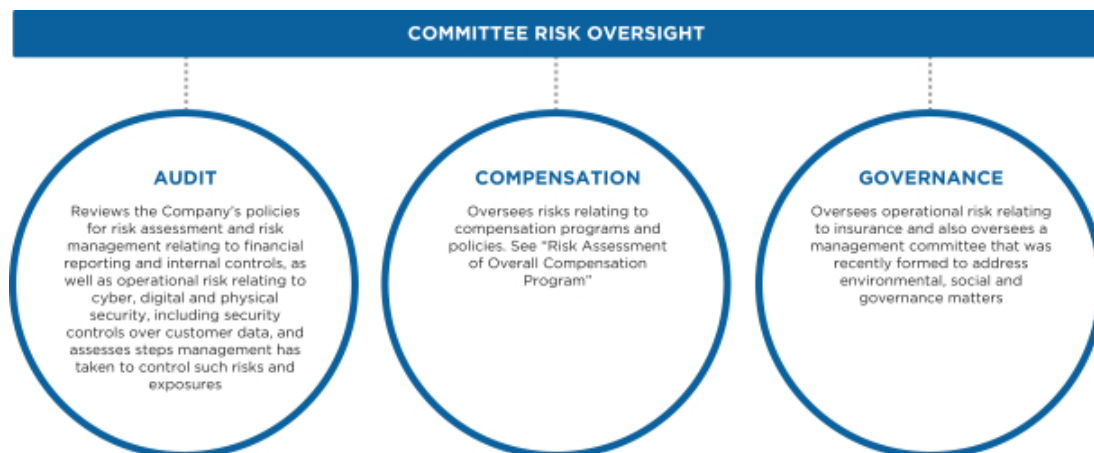 COMMITTEE RISK OVERSIGHT
AUDIT
Reviews the Company's policies
for risk assessment and risk
management relating to financial
reporting and internal controls, as
well as operational risk relating to
cyber, digital and physical
security, including security
controls over customer data, and
assesses steps management has
taken to control such risks and
exposures
COMPENSATION
Oversees risks relating to
compensation programs and
policies. See "Risk Assessment
of Overall Compensation
Program"
GOVERNANCE
Oversees operational risk relating
to insurance and also oversees a
management committee that was
recently formed to address
environmental, social and
governance matters